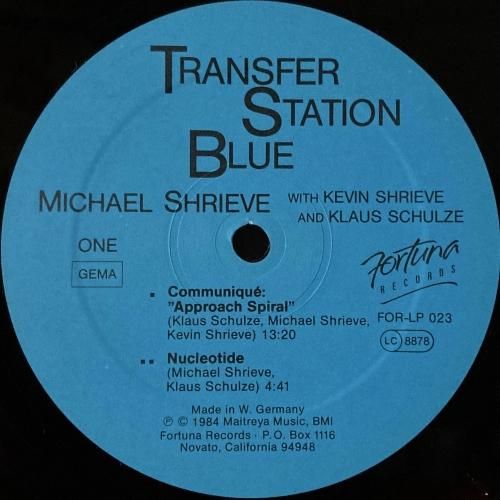 TRANSFER
STATION
BLUE
MICHAEL SHRIEVE WITH KEVIN SHRIEVE
AND KLAUS SCHULZE
ONE
GEMA
fortuna
RECORDS
FOR-LP 023
LC 8878
. Communiqué:
"Approach Spiral"
(Klaus Schulze, Michael Shrieve,
Kevin Shrieve) 13:20
.. Nucleotide
(Michael Shrieve,
Klaus Schulze) 4:41
Made in W. Germany
℗ © 1984 Maitreya Music, BMI
Fortuna Records · P.O. Box 1116
Novato, California 94948